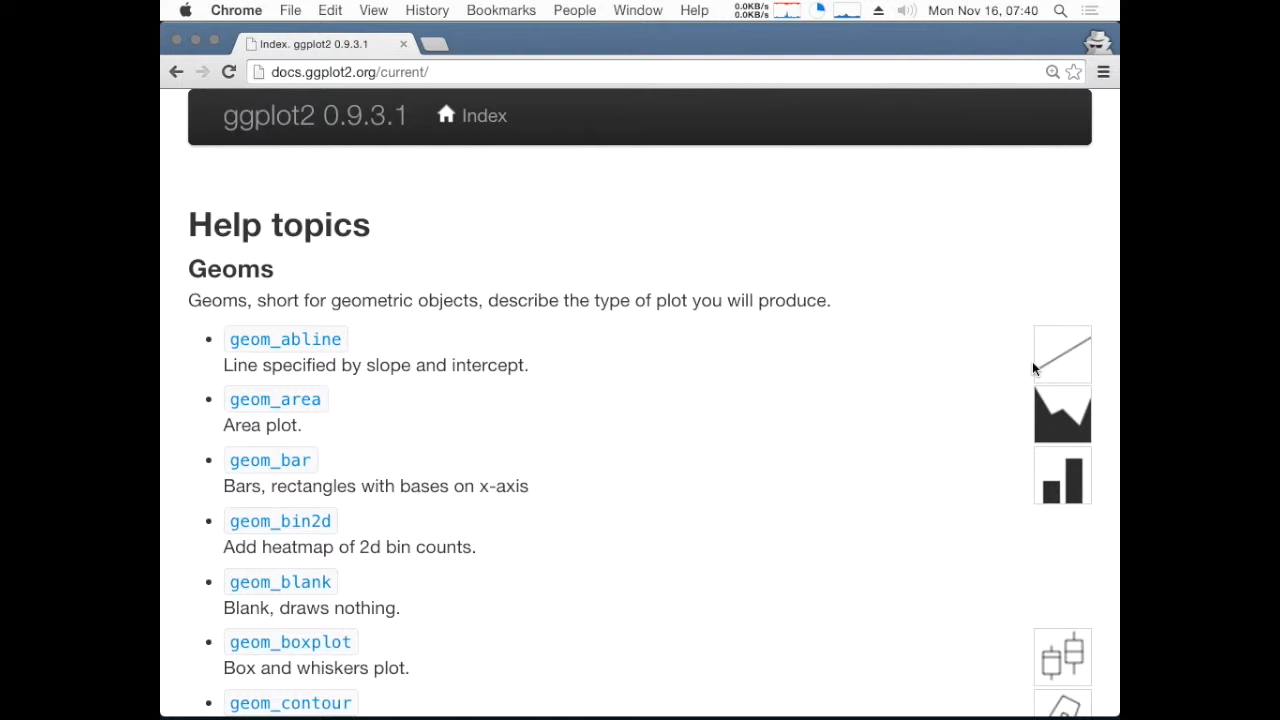 Chrome File Edit View History Bookmarks People Window Help 0.0KB/s 0.0KB/s Mon Nov 16, 07:40
Index. ggplot2 0.9.3.1
docs.ggplot2.org/current/
ggplot2 0.9.3.1 Index
Help topics
Geoms
Geoms, short for geometric objects, describe the type of plot you will produce.
geom_abline
Line specified by slope and intercept.
geom_area
Area plot.
geom_bar
Bars, rectangles with bases on x-axis
geom_bin2d
Add heatmap of 2d bin counts.
geom_blank
Blank, draws nothing.
geom_boxplot
Box and whiskers plot.
geom_contour